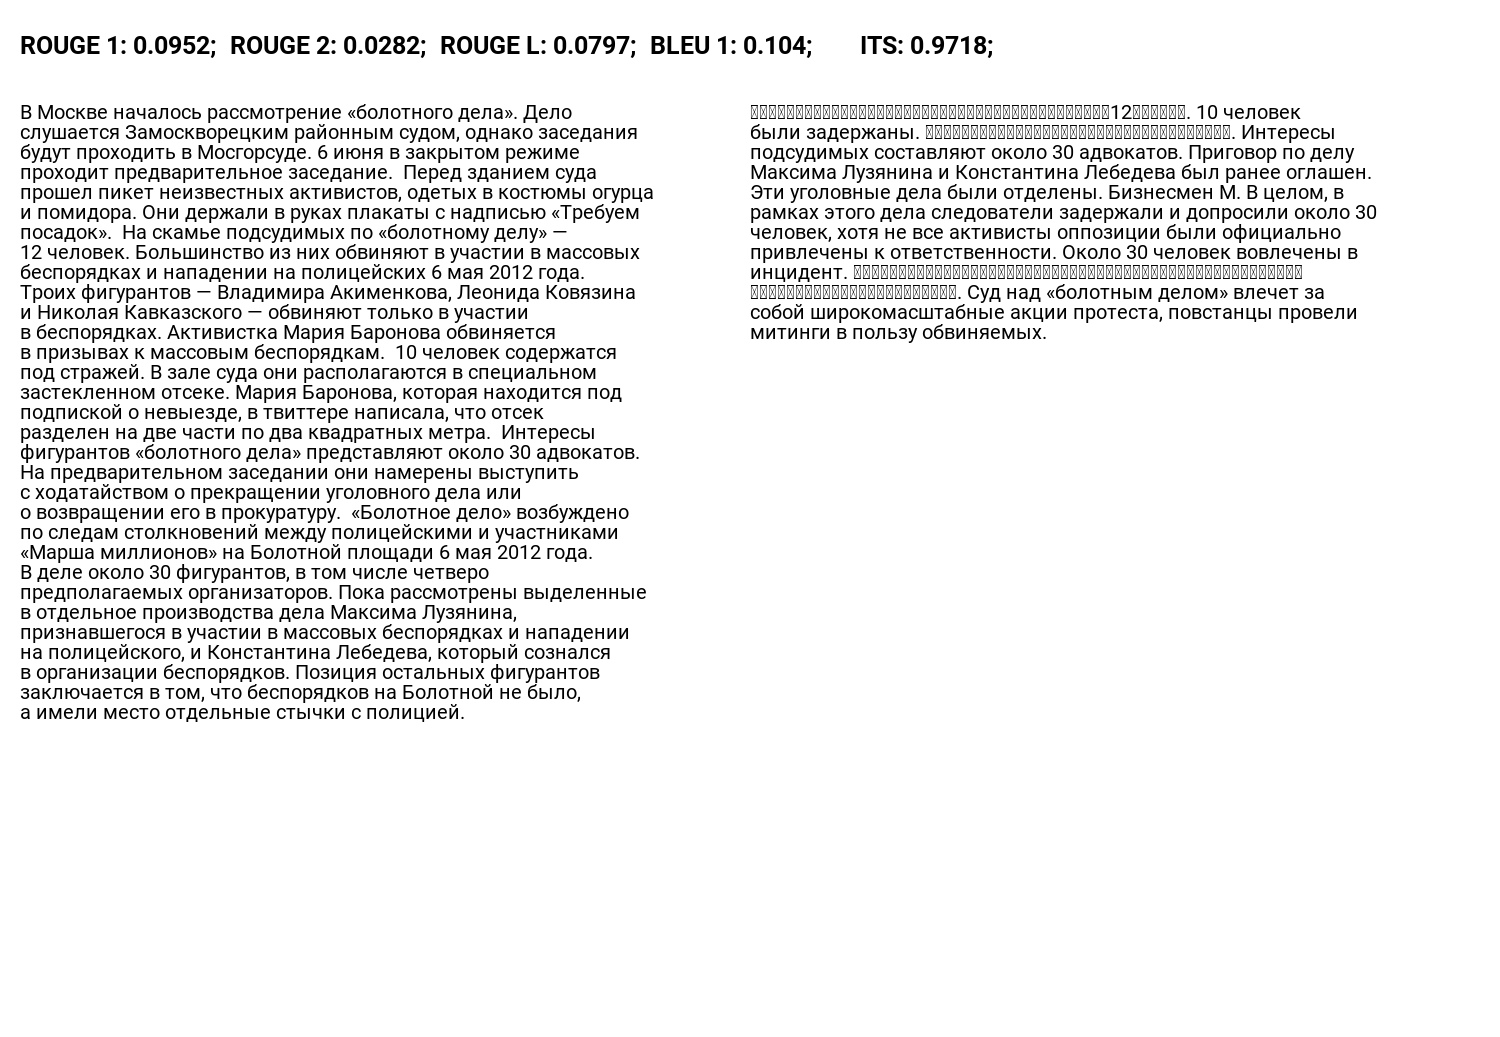 ROUGE 1: 0.0952; ROUGE 2: 0.0282; ROUGE L: 0.0797; BLEU 1: 0.104; ITS: 0.9718;
В Москве началось рассмотрение «болотного дела». Дело
слушается Замоскворецким районным судом, однако заседания
будут проходить в Мосгорсуде. 6 июня в закрытом режиме
проходит предварительное заседание. Перед зданием суда
прошел пикет неизвестных активистов, одетых в костюмы огурца
и помидора. Они держали в руках плакаты с надписью «Требуем
посадок». На скамье подсудимых по «болотному делу» —
12 человек. Большинство из них обвиняют в участии в массовых
беспорядках и нападении на полицейских 6 мая 2012 года.
Троих фигурантов — Владимира Акименкова, Леонида Ковязина
и Николая Кавказского — обвиняют только в участии
в беспорядках. Активистка Мария Баронова обвиняется
в призывах к массовым беспорядкам. 10 человек содержатся
под стражей. В зале суда они располагаются в специальном
застекленном отсеке. Мария Баронова, которая находится под
подпиской о невыезде, в твиттере написала, что отсек
разделен на две части по два квадратных метра. Интересы
фигурантов «болотного дела» представляют около 30 адвокатов.
На предварительном заседании они намерены выступить
с ходатайством о прекращении уголовного дела или
о возвращении его в прокуратуру. «Болотное дело» возбуждено
по следам столкновений между полицейскими и участниками
«Марша миллионов» на Болотной площади 6 мая 2012 года.
В деле около 30 фигурантов, в том числе четверо
предполагаемых организаторов. Пока рассмотрены выделенные
в отдельное производства дела Максима Лузянина,
признавшегося в участии в массовых беспорядках и нападении
на полицейского, и Константина Лебедева, который сознался
в организации беспорядков. Позиция остальных фигурантов
заключается в том, что беспорядков на Болотной не было,
а имели место отдельные стычки с полицией.
12. 10 человек
были задержаны. . Интересы
подсудимых составляют около 30 адвокатов. Приговор по делу
Максима Лузянина и Константина Лебедева был ранее оглашен.
Эти уголовные дела были отделены. Бизнесмен М. В целом, в
рамках этого дела следователи задержали и допросили около 30
человек, хотя не все активисты оппозиции были официально
привлечены к ответственности. Около 30 человек вовлечены в
инцидент.
. Суд над «болотным делом» влечет за
собой широкомасштабные акции протеста, повстанцы провели
митинги в пользу обвиняемых.